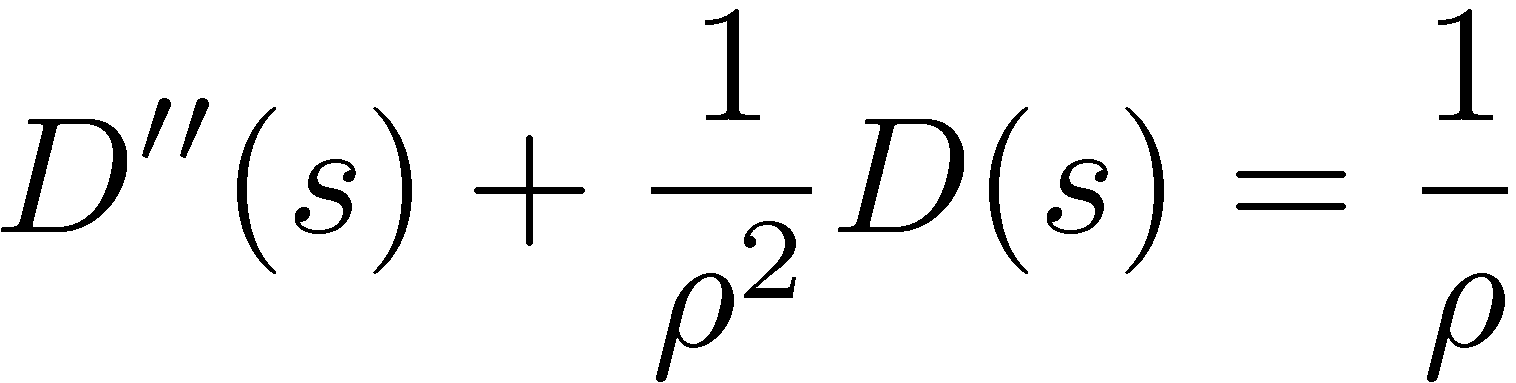 D''(s) + \frac{1}{\rho^2} D(s) = \frac{1}{\rho}